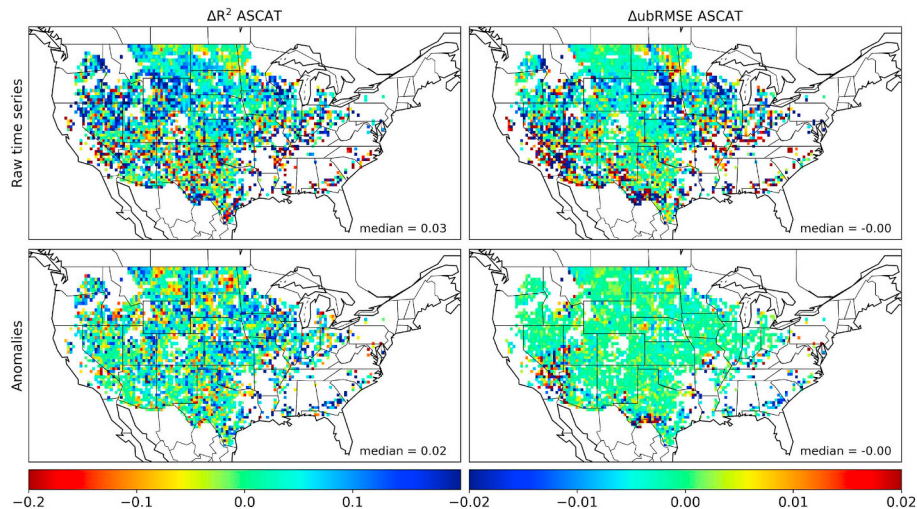 ΔR² ASCAT
ΔubRMSE ASCAT
Raw time series
median = 0.03
median = -0.00
Anomalies
median = 0.02
median = -0.00
−0.2 −0.1 0.0 0.1 −0.02 −0.01 0.00 0.01 0.02